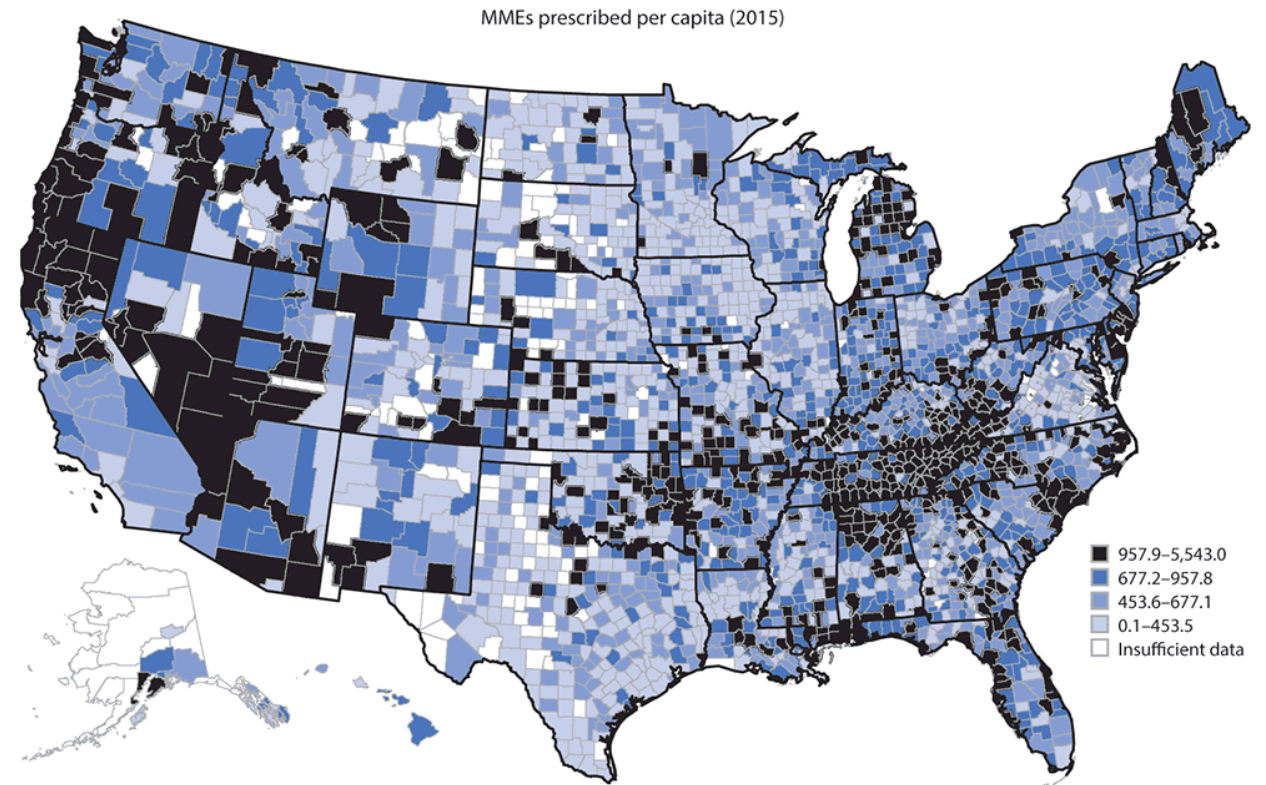 MMEs prescribed per capita (2015)
957.9–5,543.0
677.2–957.8
453.6–677.1
0.1–453.5
Insufficient data